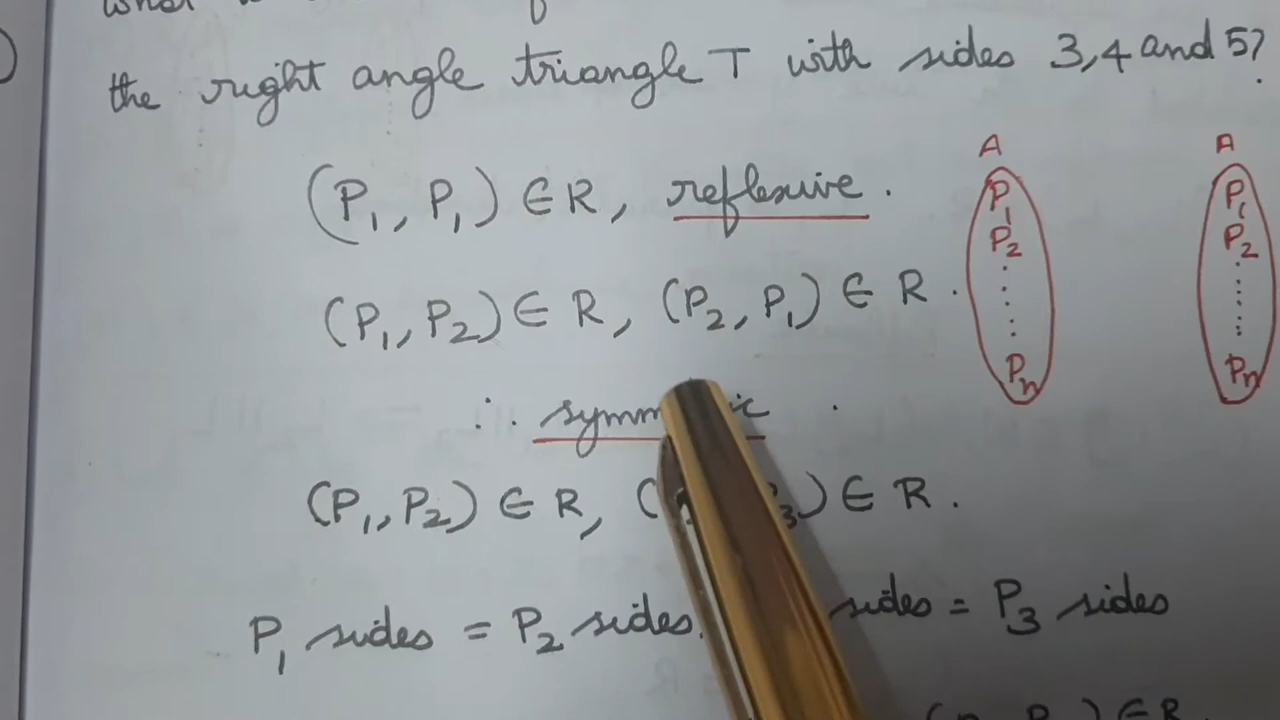 the right angle triangle T with sides 3, 4 and 5?
(P₁, P₁) ∈ R, reflexive.
(P₁, P₂) ∈ R, (P₂, P₁) ∈ R.
∴
(P₁, P₂) ∈ R, ( ₃) ∈ R.
P₁ sides = P₂ sides. sides = P₃ sides
) ∈ R
A
P₁
P₂
Pn
A
P₁
P₂
Pn